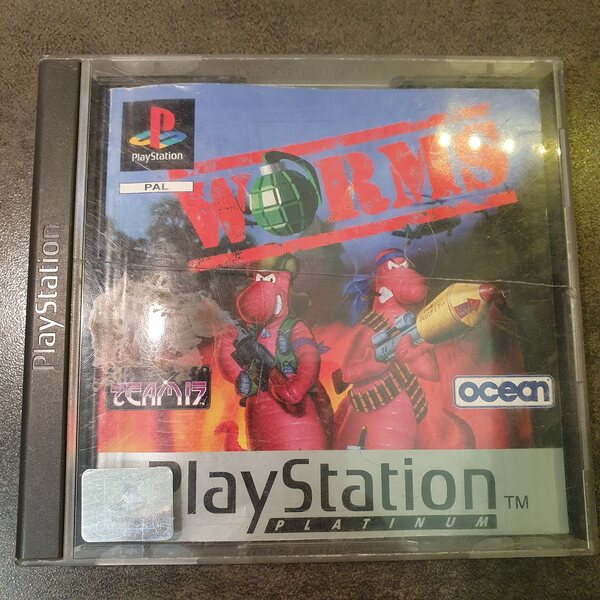 PlayStation
PlayStation
PAL
WORMS
TEAM17
ocean
PlayStation TM
PLATINUM